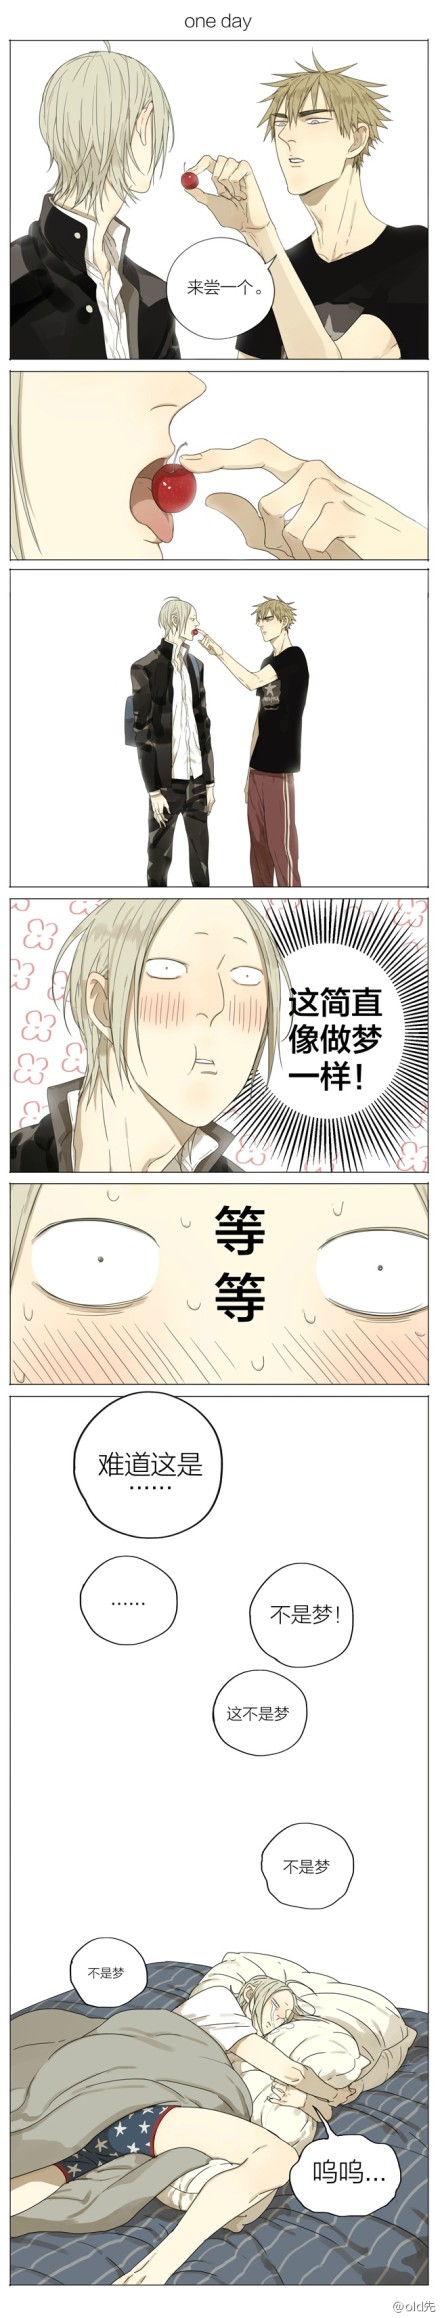 one day
来尝一个。
这简直
像做梦
一样！
等
等
难道这是
……
……
不是梦！
这不是梦
不是梦
不是梦
呜呜…
@old先